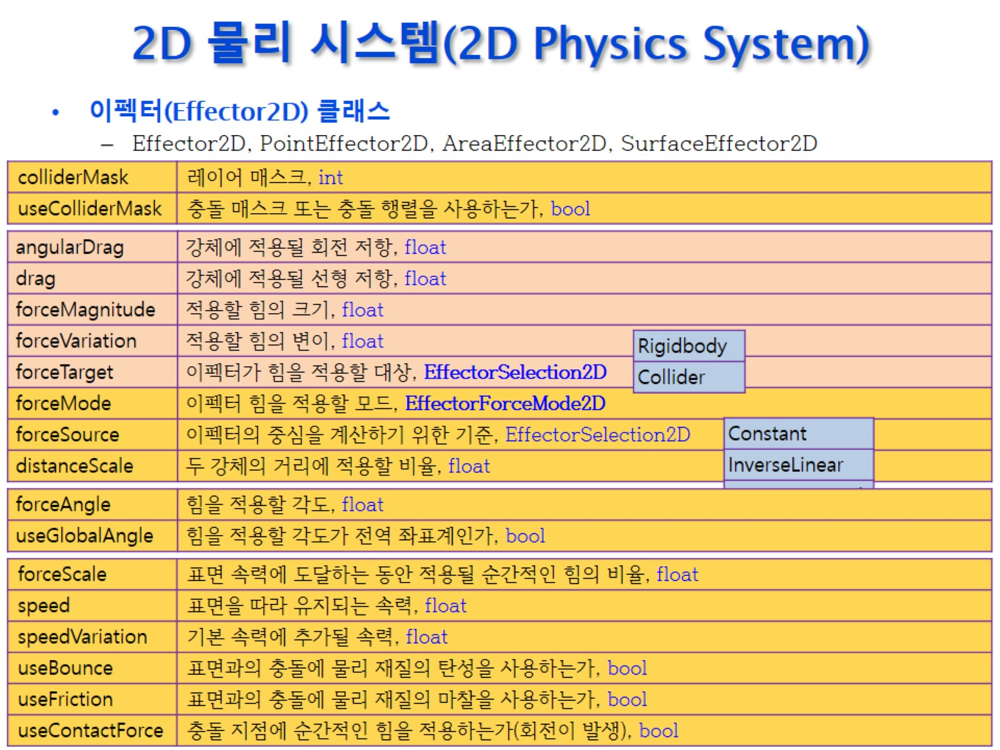 2D 물리 시스템(2D Physics System)
• 이펙터(Effector2D) 클래스
– Effector2D, PointEffector2D, AreaEffector2D, SurfaceEffector2D
colliderMask 레이어 매스크, int
useColliderMask 충돌 매스크 또는 충돌 행렬을 사용하는가, bool
angularDrag 강체에 적용될 회전 저항, float
drag 강체에 적용될 선형 저항, float
forceMagnitude 적용할 힘의 크기, float
forceVariation 적용할 힘의 변이, float
Rigidbody
forceTarget 이펙터가 힘을 적용할 대상, EffectorSelection2D
Collider
forceMode 이펙터 힘을 적용할 모드, EffectorForceMode2D
forceSource 이펙터의 중심을 계산하기 위한 기준, EffectorSelection2D
Constant
distanceScale 두 강체의 거리에 적용할 비율, float
InverseLinear
forceAngle 힘을 적용할 각도, float
useGlobalAngle 힘을 적용할 각도가 전역 좌표계인가, bool
forceScale 표면 속력에 도달하는 동안 적용될 순간적인 힘의 비율, float
speed 표면을 따라 유지되는 속력, float
speedVariation 기본 속력에 추가될 속력, float
useBounce 표면과의 충돌에 물리 재질의 탄성을 사용하는가, bool
useFriction 표면과의 충돌에 물리 재질의 마찰을 사용하는가, bool
useContactForce 충돌 지점에 순간적인 힘을 적용하는가(회전이 발생), bool